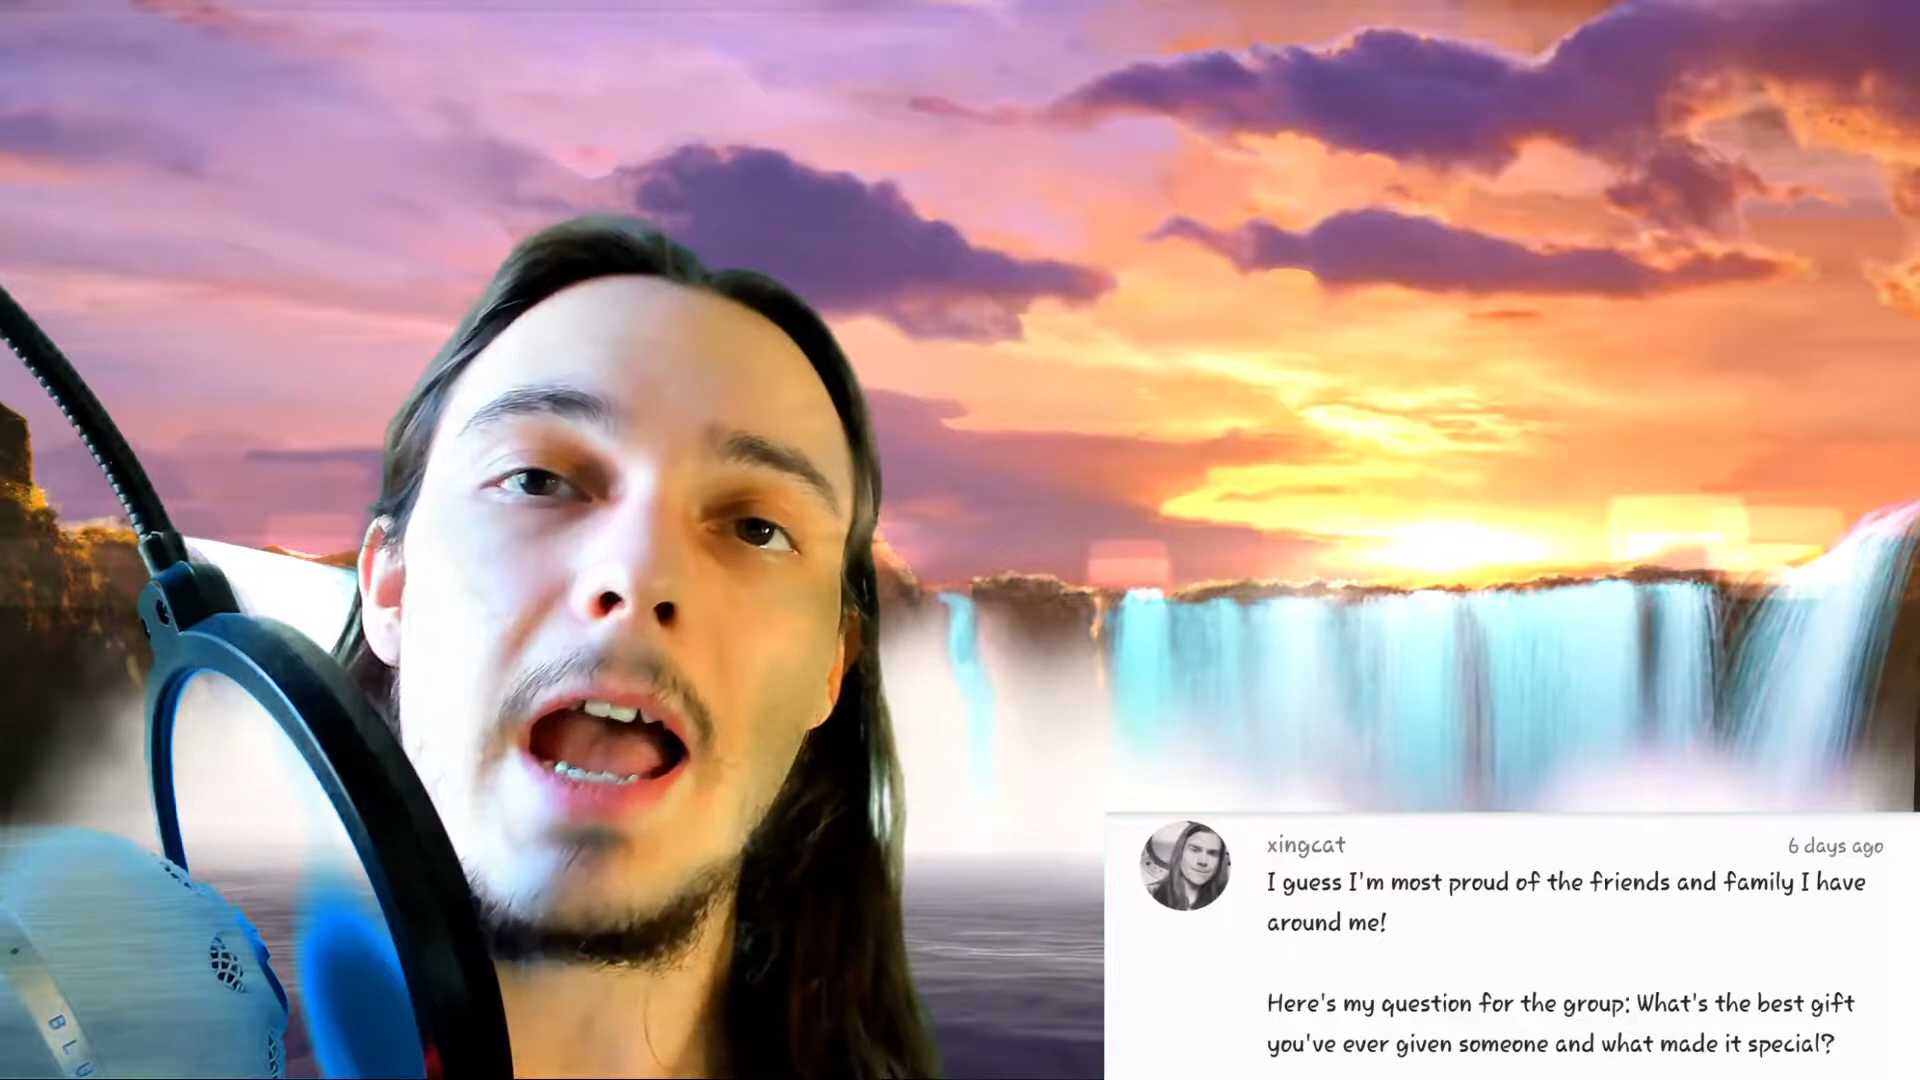 xingcat
6 days ago
I guess I'm most proud of the friends and family I have
around me!
Here's my question for the group: What's the best gift
you've ever given someone and what made it special?
BLU